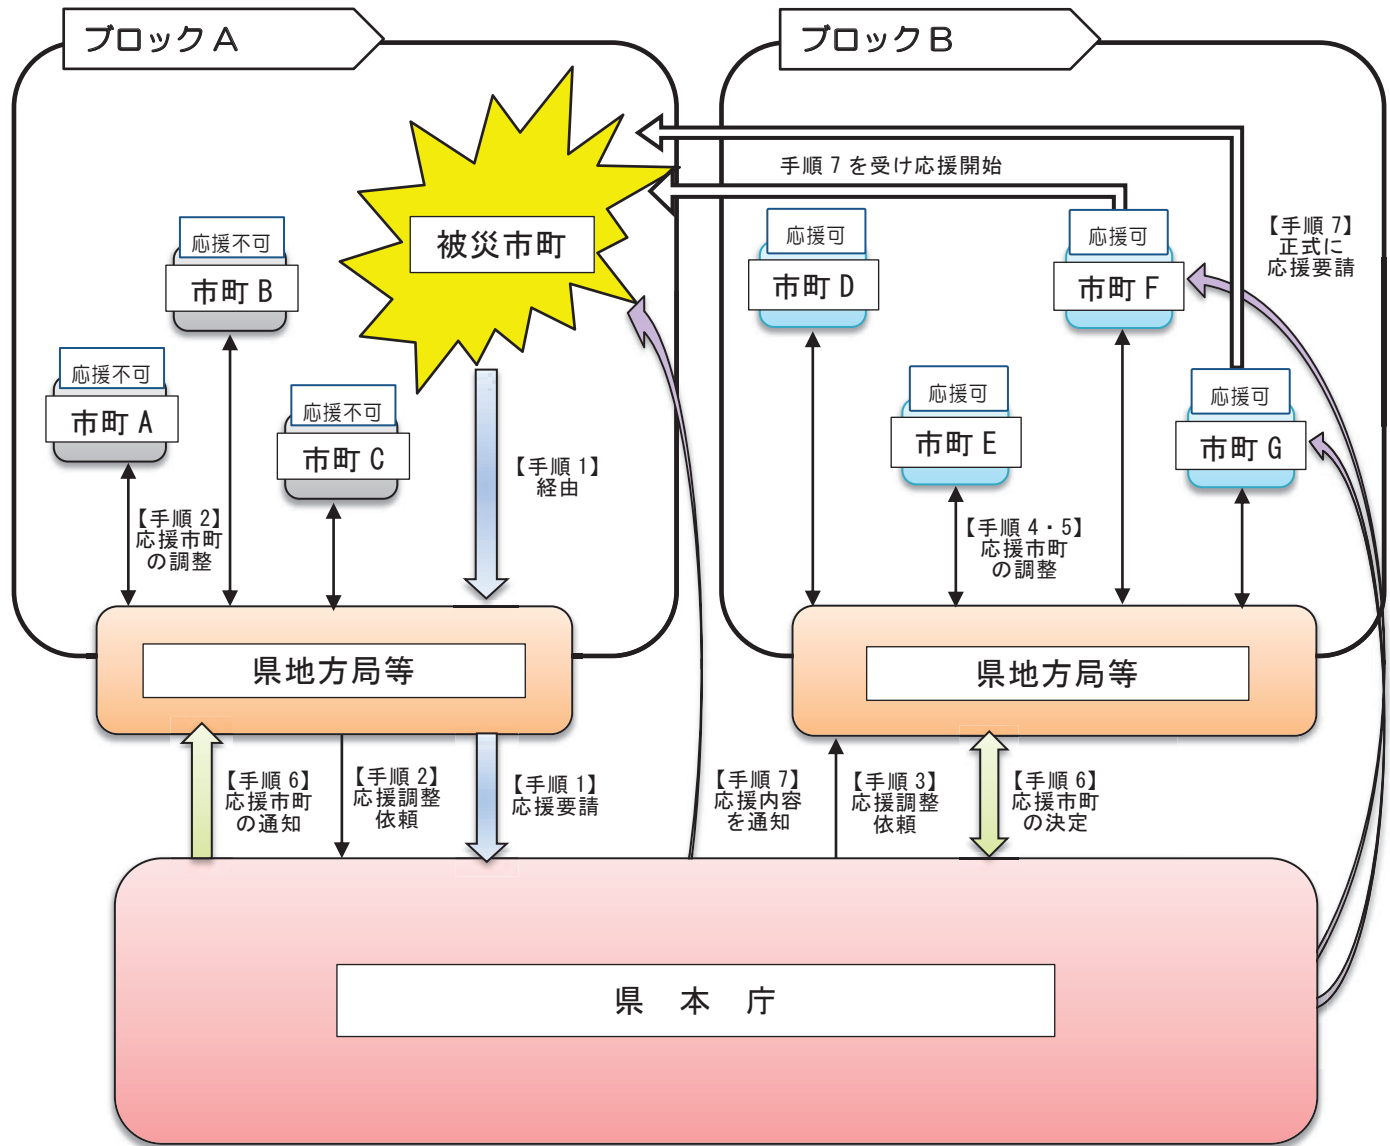 ブロックA
ブロックB
手順7を受け応援開始
応援不可
市町B
被災市町
応援可
市町D
応援可
市町F
【手順7】
正式に
応援要請
応援不可
市町A
応援不可
市町C
応援可
市町E
応援可
市町G
【手順1】
経由
【手順2】
応援市町
の調整
【手順4・5】
応援市町
の調整
県地方局等
県地方局等
【手順6】
応援市町
の通知
【手順2】
応援調整
依頼
【手順1】
応援要請
【手順7】
応援内容
を通知
【手順3】
応援調整
依頼
【手順6】
応援市町
の決定
県 本 庁